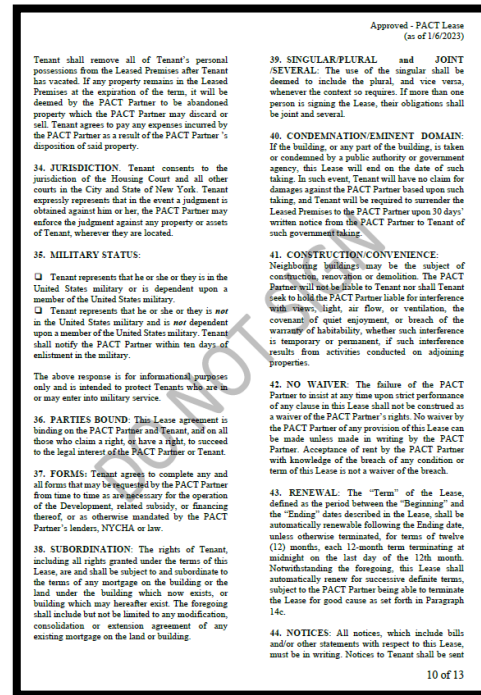 Approved - PACT Lease
(as of 1/6/2023)
Tenant shall remove all of Tenant's personal
possessions from the Leased Premises after Tenant
has vacated. If any property remains in the Leased
Premises at the expiration of the term, it will be
deemed by the PACT Partner to be abandoned
property which the PACT Partner may discard or
sell. Tenant agrees to pay any expenses incurred by
the PACT Partner as a result of the PACT Partner 's
disposition of said property.
34. JURISDICTION. Tenant consents to the
jurisdiction of the Housing Court and all other
courts in the City and State of New York. Tenant
expressly represents that in the event a judgment is
obtained against him or her, the PACT Partner may
enforce the judgment against any property or assets
of Tenant, wherever they are located.
35. MILITARY STATUS:
❑ Tenant represents that he or she or they is in the
United States military or is dependent upon a
member of the United States military.
❑ Tenant represents that he or she or they is not
in the United States military and is not dependent
upon a member of the United States military. Tenant
shall notify the PACT Partner within ten days of
enlistment in the military.
The above response is for informational purposes
only and is intended to protect Tenants who are in
or may enter into military service.
36. PARTIES BOUND: This Lease agreement is
binding on the PACT Partner and Tenant, and on all
those who claim a right, or have a right, to succeed
to the legal interest of the PACT Partner or Tenant.
37. FORMS: Tenant agrees to complete any and
all forms that may be requested by the PACT Partner
from time to time as are necessary for the operation
of the Development, related subsidy, or financing
thereof, or as otherwise mandated by the PACT
Partner's lenders, NYCHA or law.
38. SUBORDINATION: The rights of Tenant,
including all rights granted under the terms of this
Lease, are and shall be subject to and subordinate to
the terms of any mortgage on the building or the
land under the building which now exists, or
building which may hereafter exist. The foregoing
shall include but not be limited to any modification,
consolidation or extension agreement of any
existing mortgage on the land or building.
39. SINGULAR/PLURAL and JOINT
/SEVERAL: The use of the singular shall be
deemed to include the plural, and vice versa,
whenever the context so requires. If more than one
person is signing the Lease, their obligations shall
be joint and several.
40. CONDEMNATION/EMINENT DOMAIN:
If the building, or any part of the building, is taken
or condemned by a public authority or government
agency, this Lease will end on the date of such
taking. In such event, Tenant will have no claim for
damages against the PACT Partner based upon such
taking, and Tenant will be required to surrender the
Leased Premises to the PACT Partner upon 30 days'
written notice from the PACT Partner to Tenant of
such government taking.
41. CONSTRUCTION/CONVENIENCE:
Neighboring buildings may be the subject of
construction, renovation or demolition. The PACT
Partner will not be liable to Tenant nor shall Tenant
seek to hold the PACT Partner liable for interference
with views, light, air flow, or ventilation, the
covenant of quiet enjoyment, or breach of the
warranty of habitability, whether such interference
is temporary or permanent, if such interference
results from activities conducted on adjoining
properties.
42. NO WAIVER: The failure of the PACT
Partner to insist at any time upon strict performance
of any clause in this Lease shall not be construed as
a waiver of the PACT Partner's rights. No waiver by
the PACT Partner of any provision of this Lease can
be made unless made in writing by the PACT
Partner. Acceptance of rent by the PACT Partner
with knowledge of the breach of any condition or
term of this Lease is not a waiver of the breach.
43. RENEWAL: The "Term" of the Lease,
defined as the period between the "Beginning" and
the "Ending" dates described in the Lease, shall be
automatically renewable following the Ending date,
unless otherwise terminated, for terms of twelve
(12) months, each 12-month term terminating at
midnight on the last day of the 12th month.
Notwithstanding the foregoing, this Lease shall
automatically renew for successive definite terms,
subject to the PACT Partner being able to terminate
the Lease for good cause as set forth in Paragraph
14c.
44. NOTICES: All notices, which include bills
and/or other statements with respect to this Lease,
must be in writing. Notices to Tenant shall be sent
DO NOT SIGN
10 of 13